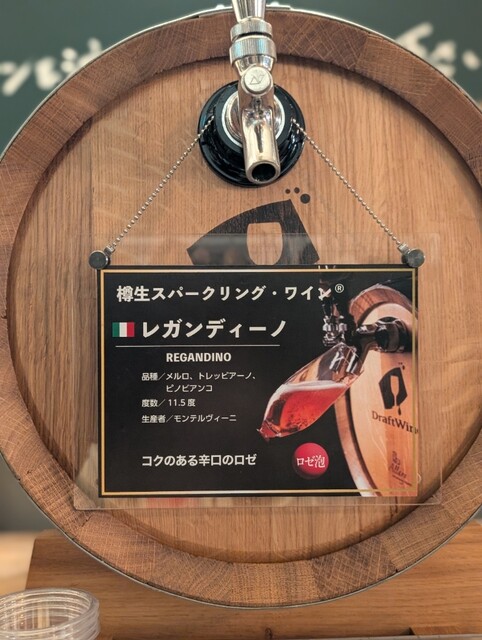 樽生スパークリング・ワイン®
レガンディーノ
REGANDINO
品種／メルロ、トレッビアーノ、
ピノビアンコ
度数／11.5度
生産者／モンテルヴィーニ
コクのある辛口のロゼ
ロゼ泡
DraftWine